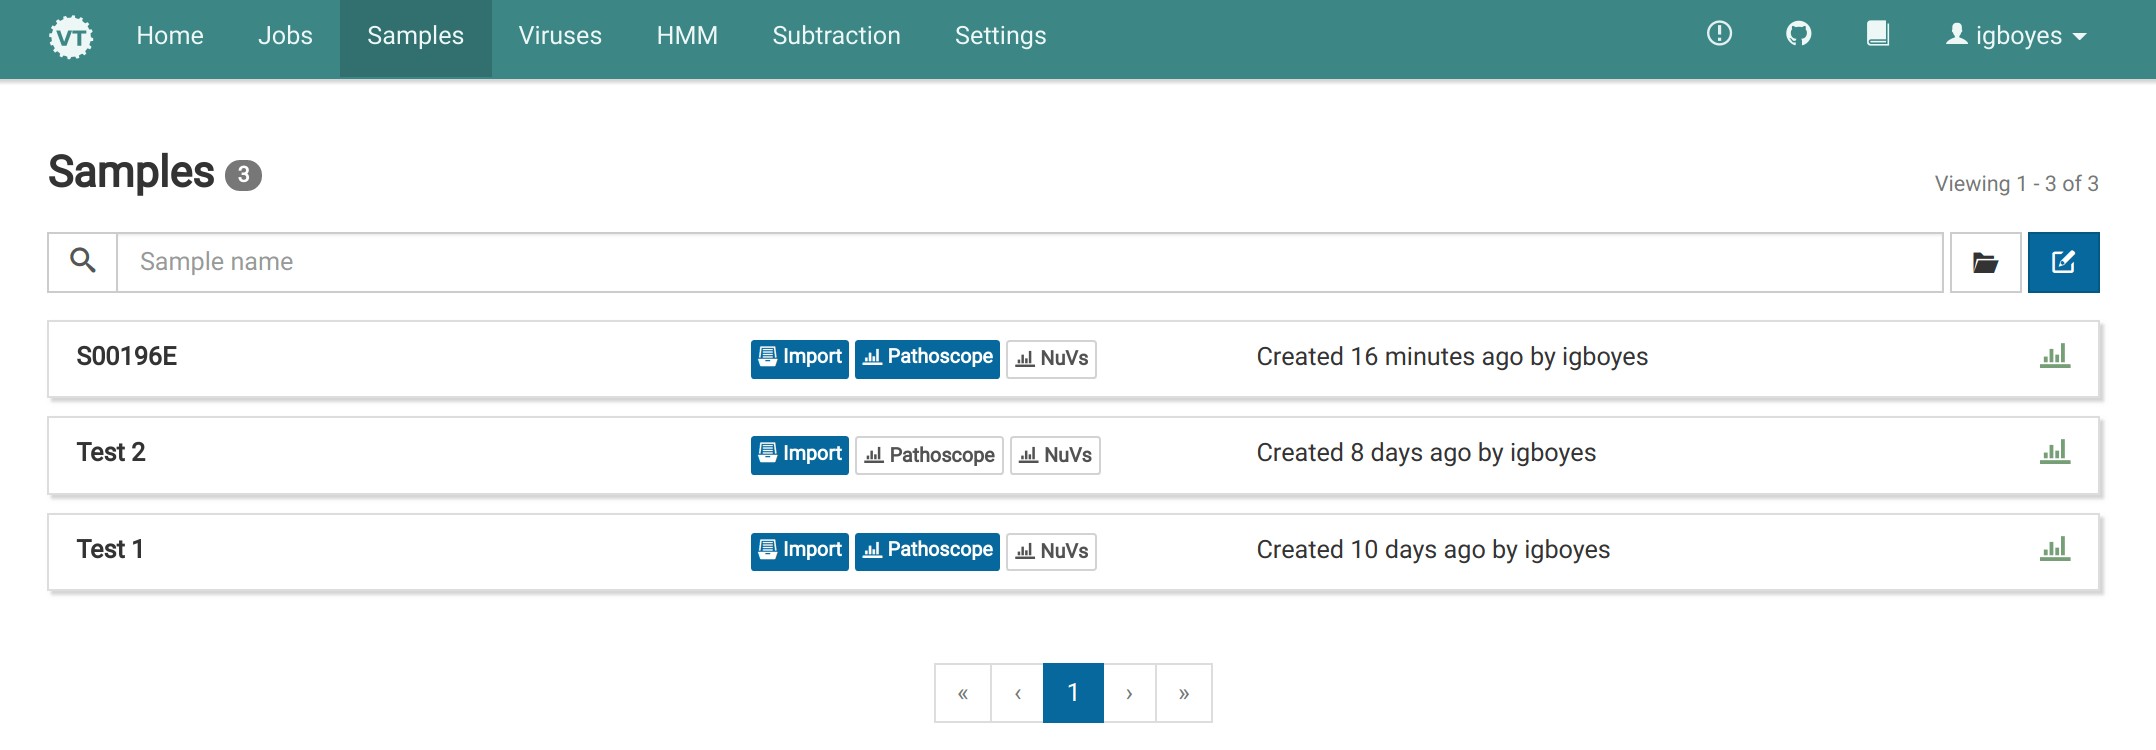 VT Home Jobs Samples Viruses HMM Subtraction Settings igboyes
Samples 3
Viewing 1 - 3 of 3
Sample name
S00196E Import Pathoscope NuVs Created 16 minutes ago by igboyes
Test 2 Import Pathoscope NuVs Created 8 days ago by igboyes
Test 1 Import Pathoscope NuVs Created 10 days ago by igboyes
« ‹ 1 › »